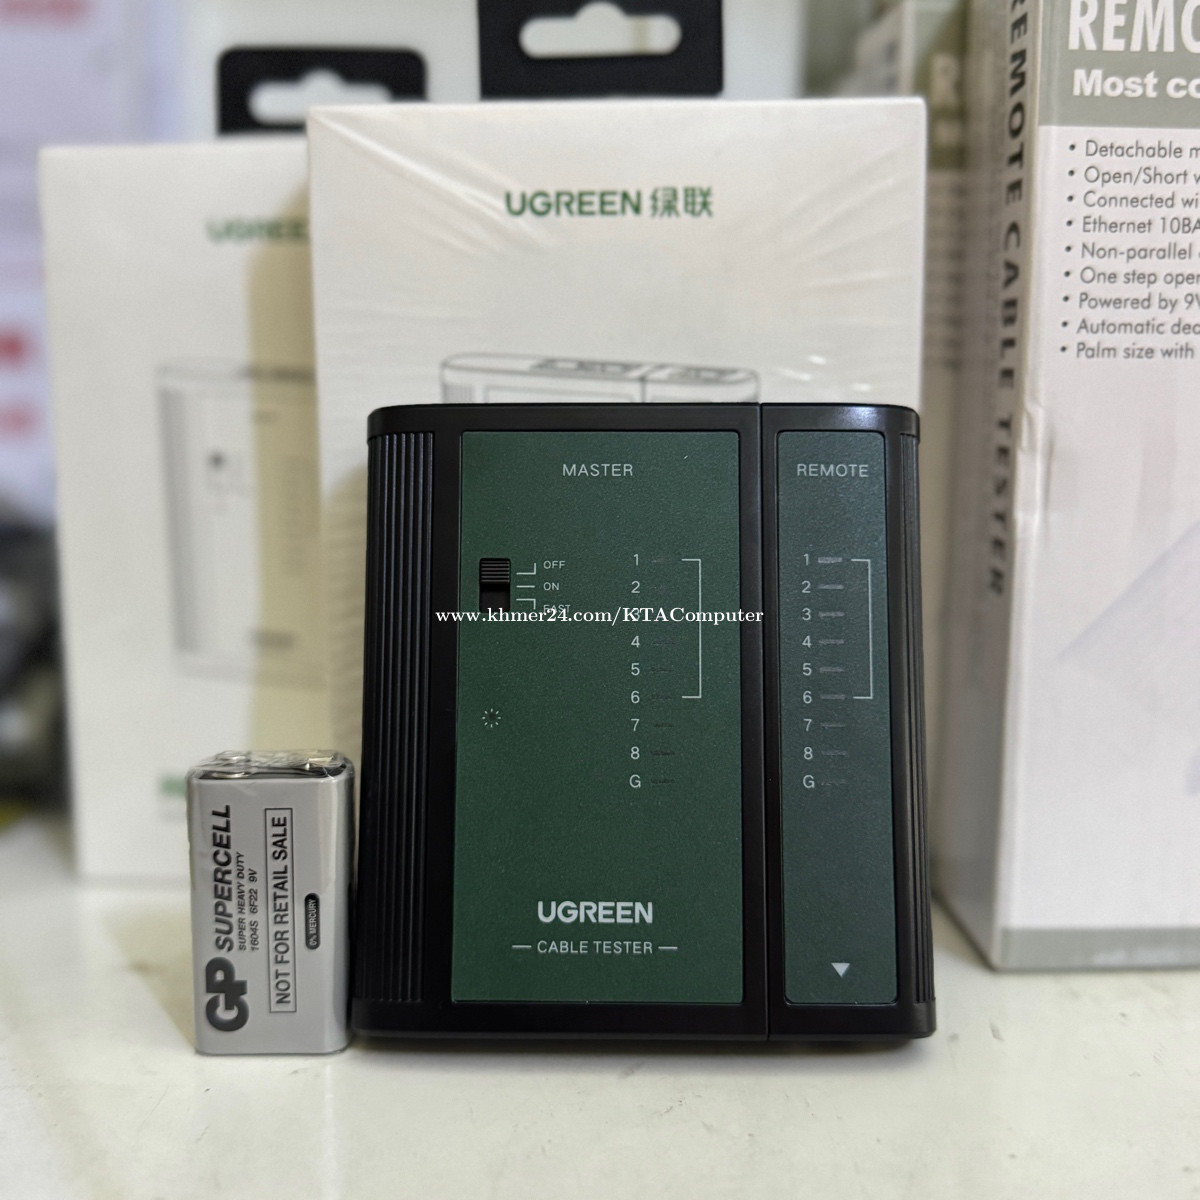 UGREEN 绿联
UGREE
REMOTE CABLE TESTER
REMO
Most co
• Detachable m
• Open/Short w
• Connected wi
• Ethernet 10BA
• Non-parallel
• One step oper
• Powered by 9V
• Automatic dec
• Palm size with
MASTER
OFF
ON
FAST
1
2
3
4
5
6
7
8
G
REMOTE
1
2
3
4
5
6
7
8
G
www.khmer24.com/KTAComputer
UGREEN
CABLE TESTER
GP SUPERCELL
SUPER HEAVY DUTY
1604S 6F22 9V
NOT FOR RETAIL SALE
0% MERCURY